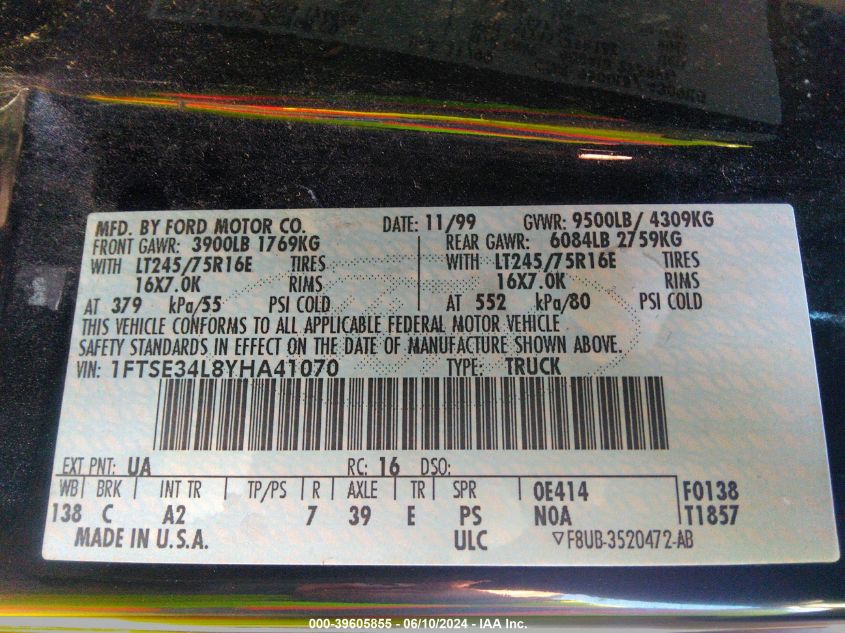 MFD. BY FORD MOTOR CO. DATE: 11/99 GVWR: 9500LB/ 4309KG
FRONT GAWR: 3900LB 1769KG REAR GAWR: 6084LB 2759KG
WITH LT245/75R16E TIRES WITH LT245/75R16E TIRES
16X7.0K RIMS 16X7.0K RIMS
AT 379 kPa/55 PSI COLD AT 552 kPa/80 PSI COLD
THIS VEHICLE CONFORMS TO ALL APPLICABLE FEDERAL MOTOR VEHICLE
SAFETY STANDARDS IN EFFECT ON THE DATE OF MANUFACTURE SHOWN ABOVE.
VIN: 1FTSE34L8YHA41070 TYPE: TRUCK
EXT PNT: UA RC: 16 DSO:
WB BRK INT TR TP/PS R AXLE TR SPR 0E414 F0138
138 C A2 7 39 E PS N0A T1857
MADE IN U.S.A. ULC ▽F8UB-3520472-AB
000-39605855 - 06/10/2024 - IAA Inc.